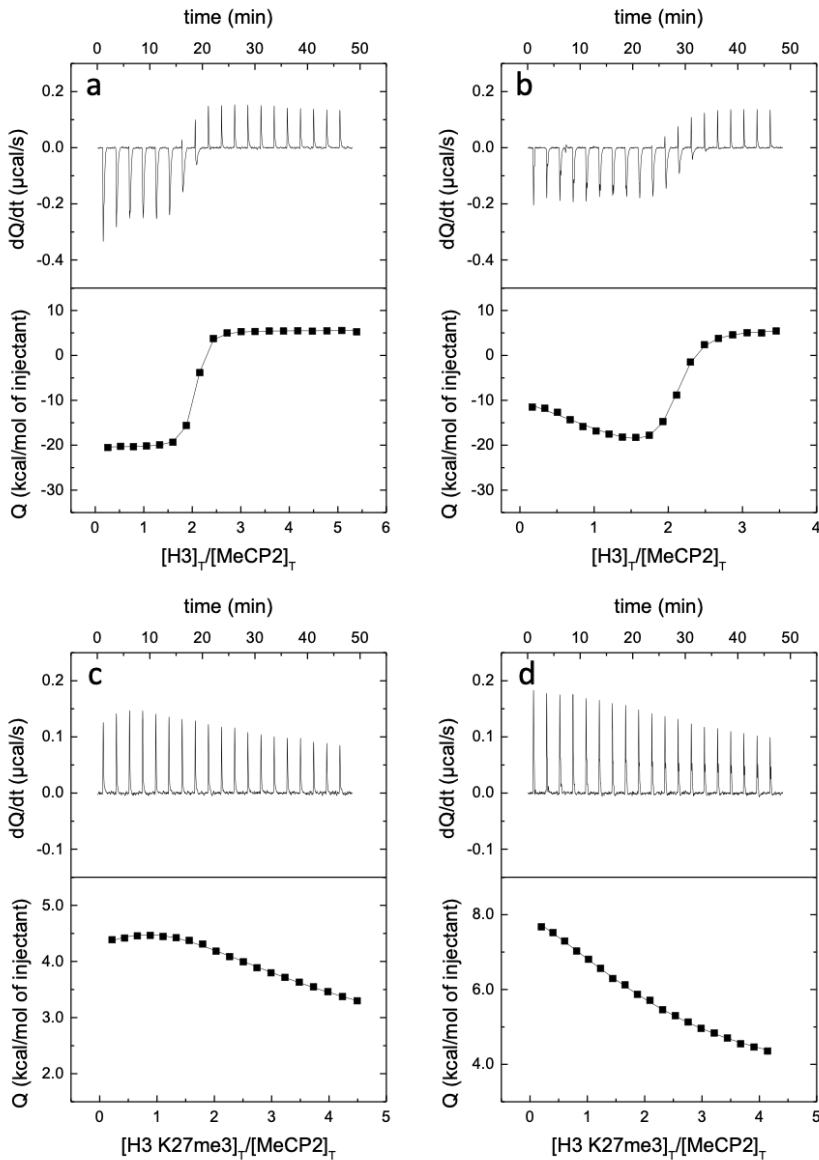 time (min)
0 10 20 30 40 50
a
0.2
0.0
-0.2
-0.4
dQ/dt (µcal/s)
10
0
-10
-20
-30
Q (kcal/mol of injectant)
0 1 2 3 4 5 6
[H3]T/[MeCP2]T
time (min)
0 10 20 30 40 50
b
0.2
0.0
-0.2
-0.4
dQ/dt (µcal/s)
10
0
-10
-20
-30
Q (kcal/mol of injectant)
0 1 2 3 4
[H3]T/[MeCP2]T
time (min)
0 10 20 30 40 50
c
0.2
0.1
0.0
-0.1
dQ/dt (µcal/s)
5.0
4.0
3.0
2.0
Q (kcal/mol of injectant)
0 1 2 3 4 5
[H3 K27me3]T/[MeCP2]T
time (min)
0 10 20 30 40 50
d
0.2
0.1
0.0
-0.1
dQ/dt (µcal/s)
8.0
6.0
4.0
Q (kcal/mol of injectant)
0 1 2 3 4 5
[H3 K27me3]T/[MeCP2]T